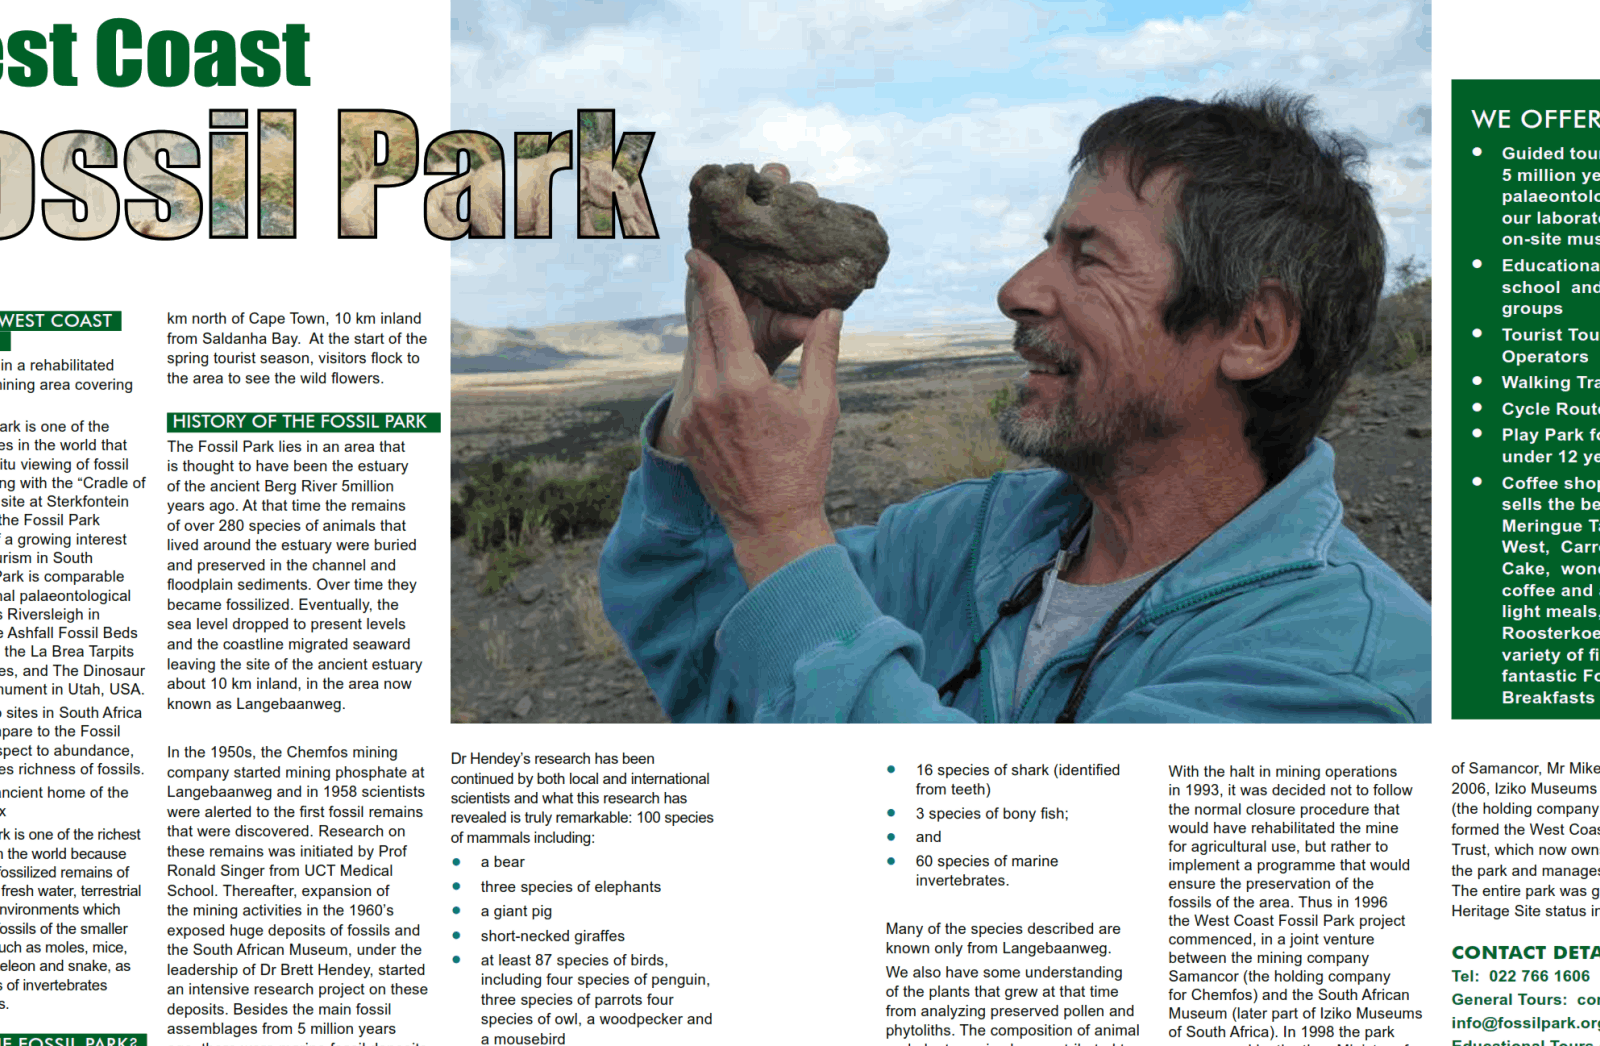 est Coast
ossil Park
WEST COAST
in a rehabilitated
ining area covering
ark is one of the
es in the world that
itu viewing of fossil
ng with the “Cradle of
site at Sterkfontein
the Fossil Park
f a growing interest
urism in South
Park is comparable
nal palaeontological
s Riversleigh in
e Ashfall Fossil Beds
the La Brea Tarpits
es, and The Dinosaur
nument in Utah, USA.
o sites in South Africa
npare to the Fossil
spect to abundance,
es richness of fossils.
ancient home of the
x
rk is one of the richest
n the world because
fossilized remains of
fresh water, terrestrial
nvironments which
fossils of the smaller
uch as moles, mice,
eleon and snake, as
s of invertebrates
s.
HE FOSSIL PARK?
km north of Cape Town, 10 km inland
from Saldanha Bay.  At the start of the
spring tourist season, visitors flock to
the area to see the wild flowers.
HISTORY OF THE FOSSIL PARK
The Fossil Park lies in an area that
is thought to have been the estuary
of the ancient Berg River 5million
years ago. At that time the remains
of over 280 species of animals that
lived around the estuary were buried
and preserved in the channel and
floodplain sediments. Over time they
became fossilized. Eventually, the
sea level dropped to present levels
and the coastline migrated seaward
leaving the site of the ancient estuary
about 10 km inland, in the area now
known as Langebaanweg.
In the 1950s, the Chemfos mining
company started mining phosphate at
Langebaanweg and in 1958 scientists
were alerted to the first fossil remains
that were discovered. Research on
these remains was initiated by Prof
Ronald Singer from UCT Medical
School. Thereafter, expansion of
the mining activities in the 1960’s
exposed huge deposits of fossils and
the South African Museum, under the
leadership of Dr Brett Hendey, started
an intensive research project on these
deposits. Besides the main fossil
assemblages from 5 million years
Dr Hendey’s research has been
continued by both local and international
scientists and what this research has
revealed is truly remarkable: 100 species
of mammals including:
• a bear
• three species of elephants
• a giant pig
• short-necked giraffes
• at least 87 species of birds,
including four species of penguin,
three species of parrots four
species of owl, a woodpecker and
a mousebird
• 16 species of shark (identified
from teeth)
• 3 species of bony fish;
• and
• 60 species of marine
invertebrates.
Many of the species described are
known only from Langebaanweg.
We also have some understanding
of the plants that grew at that time
from analyzing preserved pollen and
phytoliths. The composition of animal
With the halt in mining operations
in 1993, it was decided not to follow
the normal closure procedure that
would have rehabilitated the mine
for agricultural use, but rather to
implement a programme that would
ensure the preservation of the
fossils of the area. Thus in 1996
the West Coast Fossil Park project
commenced, in a joint venture
between the mining company
Samancor (the holding company
for Chemfos) and the South African
Museum (later part of Iziko Museums
of South Africa). In 1998 the park
WE OFFER
• Guided tou
5 million ye
palaeontolo
our laborat
on-site mus
• Educationa
school and
groups
• Tourist Tou
Operators
• Walking Tra
• Cycle Rout
• Play Park fo
under 12 ye
• Coffee shop
sells the be
Meringue Ta
West, Carr
Cake, won
coffee and
light meals,
Roosterkoe
variety of fi
fantastic Fo
Breakfasts
of Samancor, Mr Mike
2006, Iziko Museums
(the holding company
formed the West Coas
Trust, which now own
the park and manages
The entire park was g
Heritage Site status in
CONTACT DETA
Tel:  022 766 1606
General Tours:  cor
info@fossilpark.org
Educational Tours